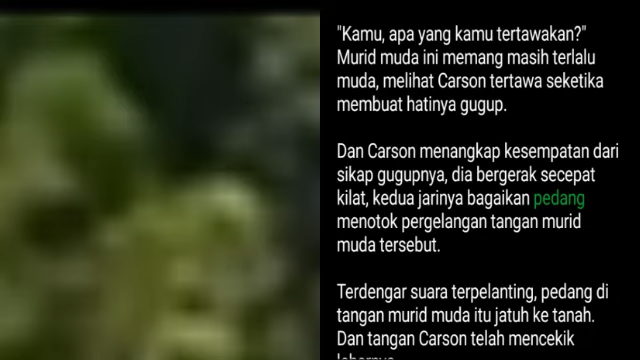 "Kamu, apa yang kamu tertawakan?"
Murid muda ini memang masih terlalu
muda, melihat Carson tertawa seketika
membuat hatinya gugup.
Dan Carson menangkap kesempatan dari
sikap gugupnya, dia bergerak secepat
kilat, kedua jarinya bagaikan pedang
menotok pergelangan tangan murid
muda tersebut.
Terdengar suara terpelanting, pedang di
tangan murid muda itu jatuh ke tanah.
Dan tangan Carson telah mencekik